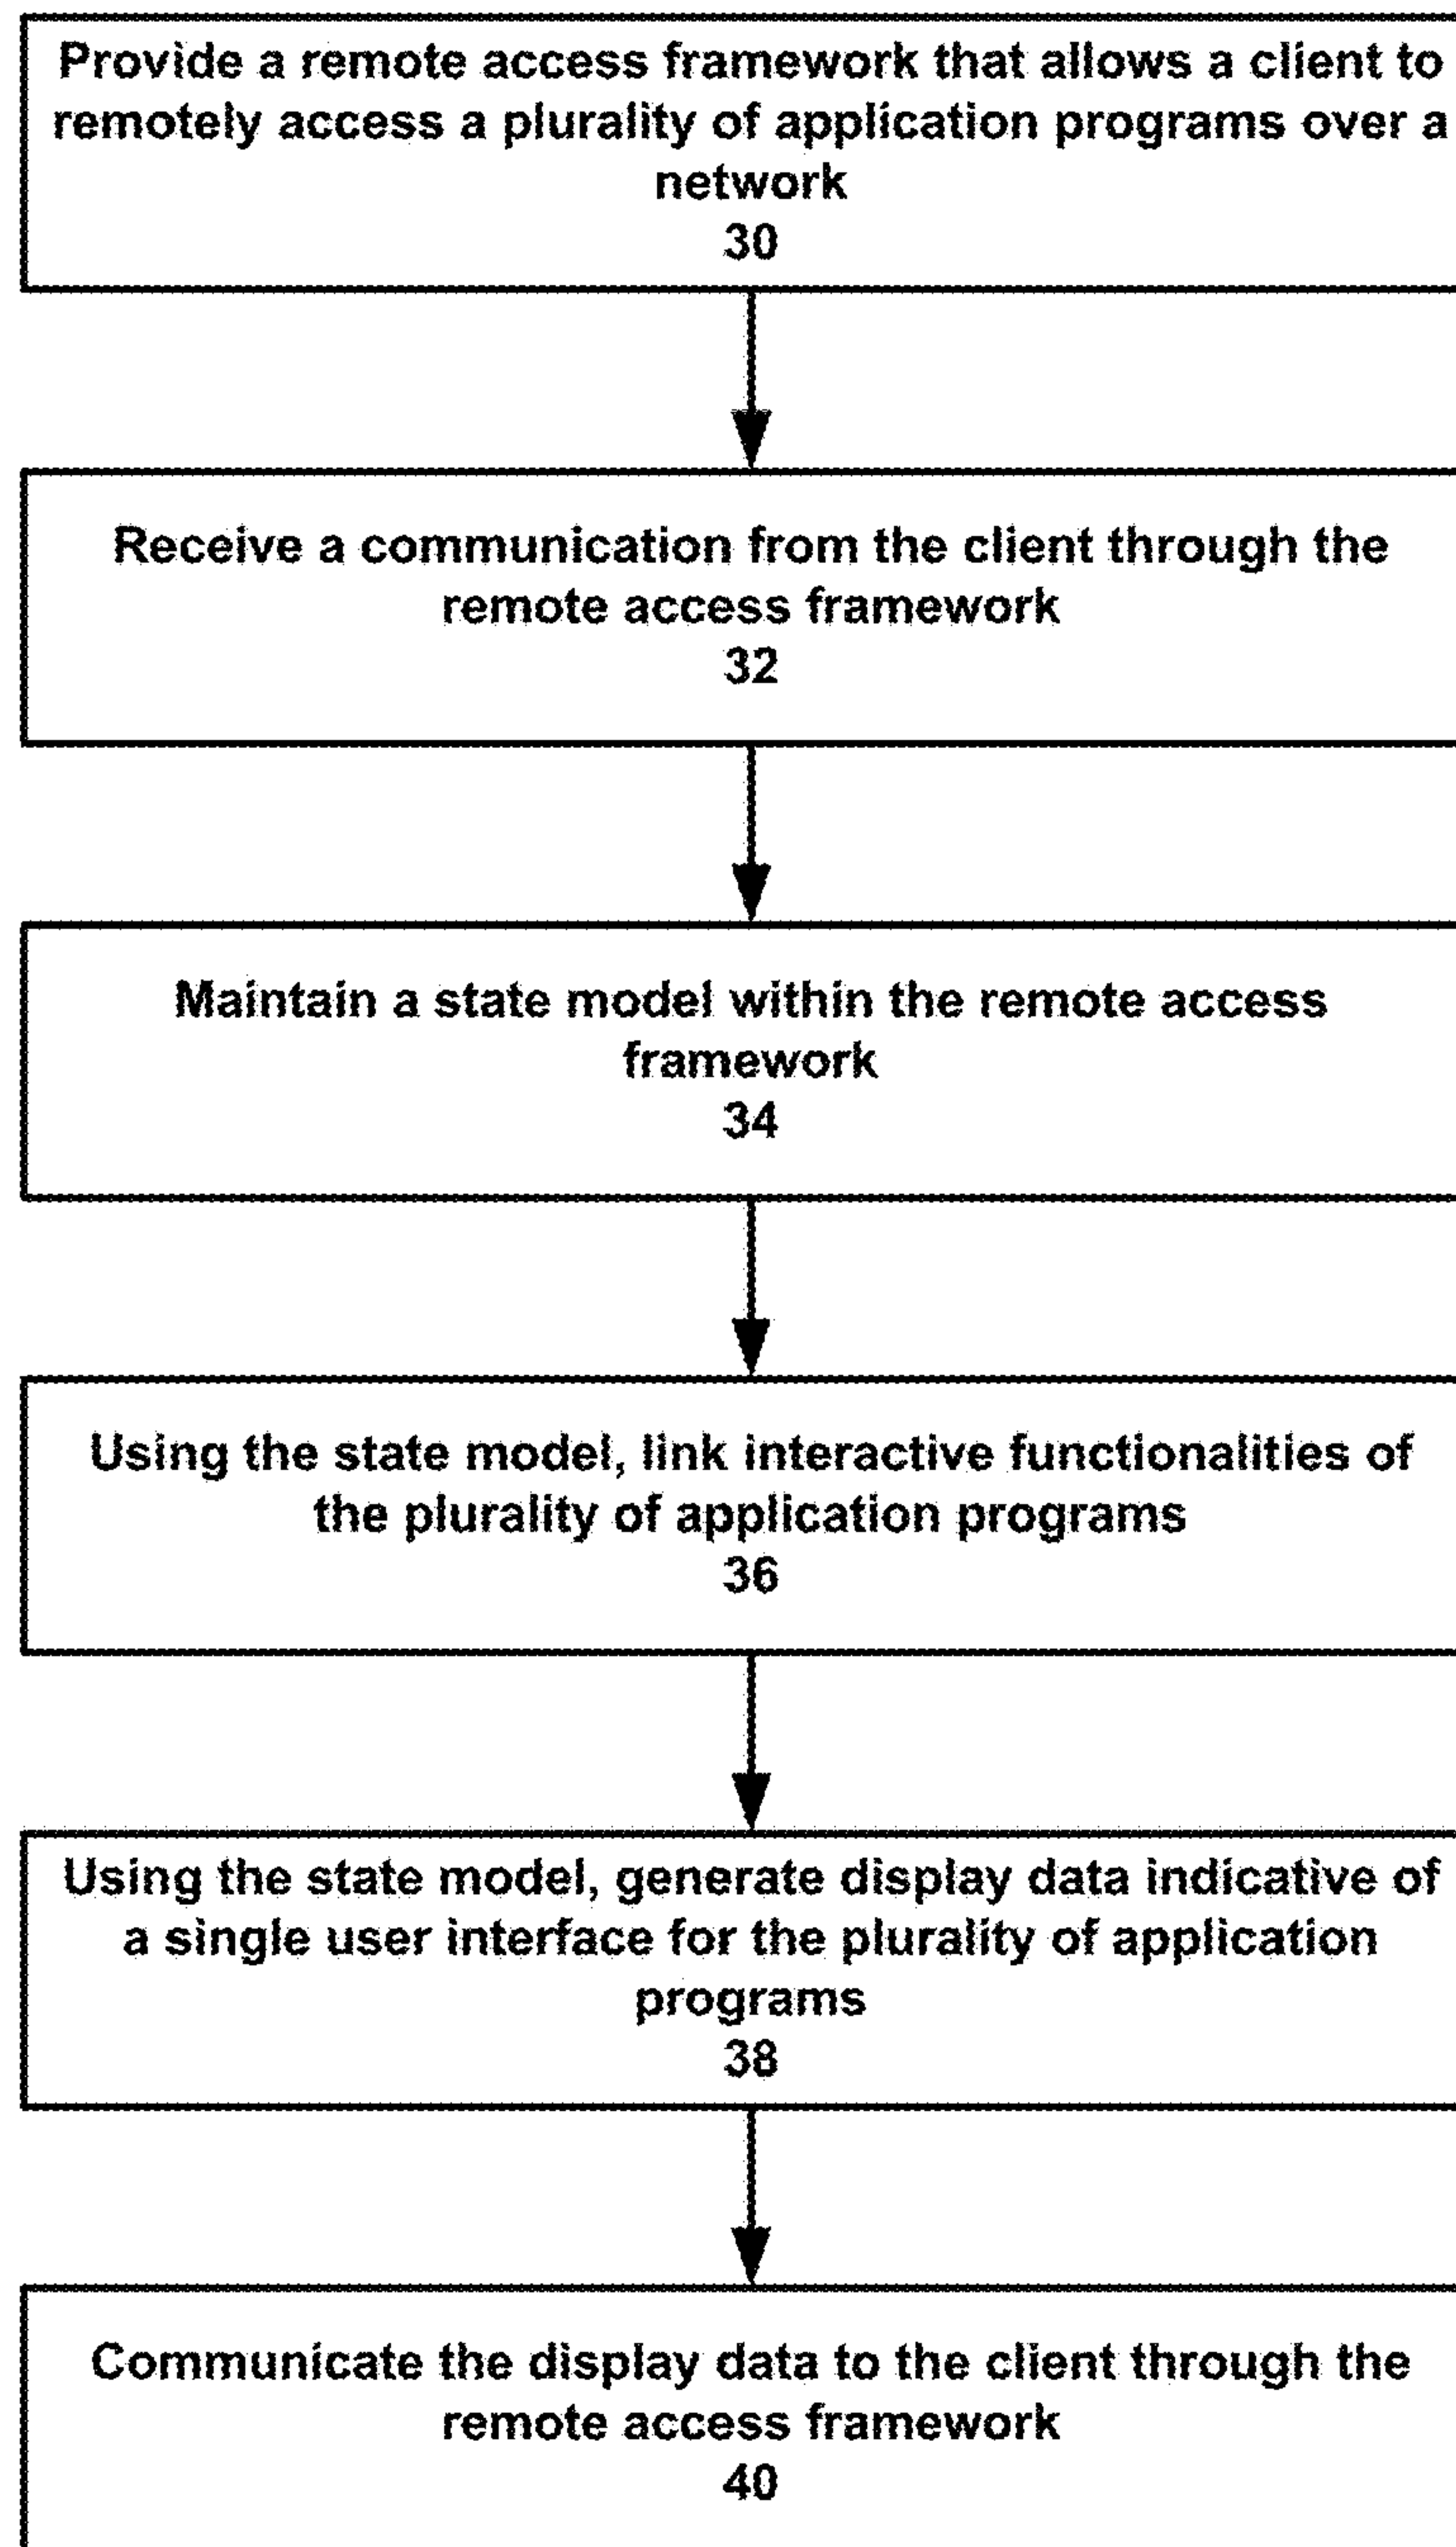 Provide a remote access framework that allows a client to
remotely access a plurality of application programs over a
network
30
Receive a communication from the client through the
remote access framework
32
Maintain a state model within the remote access
framework
34
Using the state model, link interactive functionalities of
the plurality of application programs
36
Using the state model, generate display data indicative of
a single user interface for the plurality of application
programs
38
Communicate the display data to the client through the
remote access framework
40